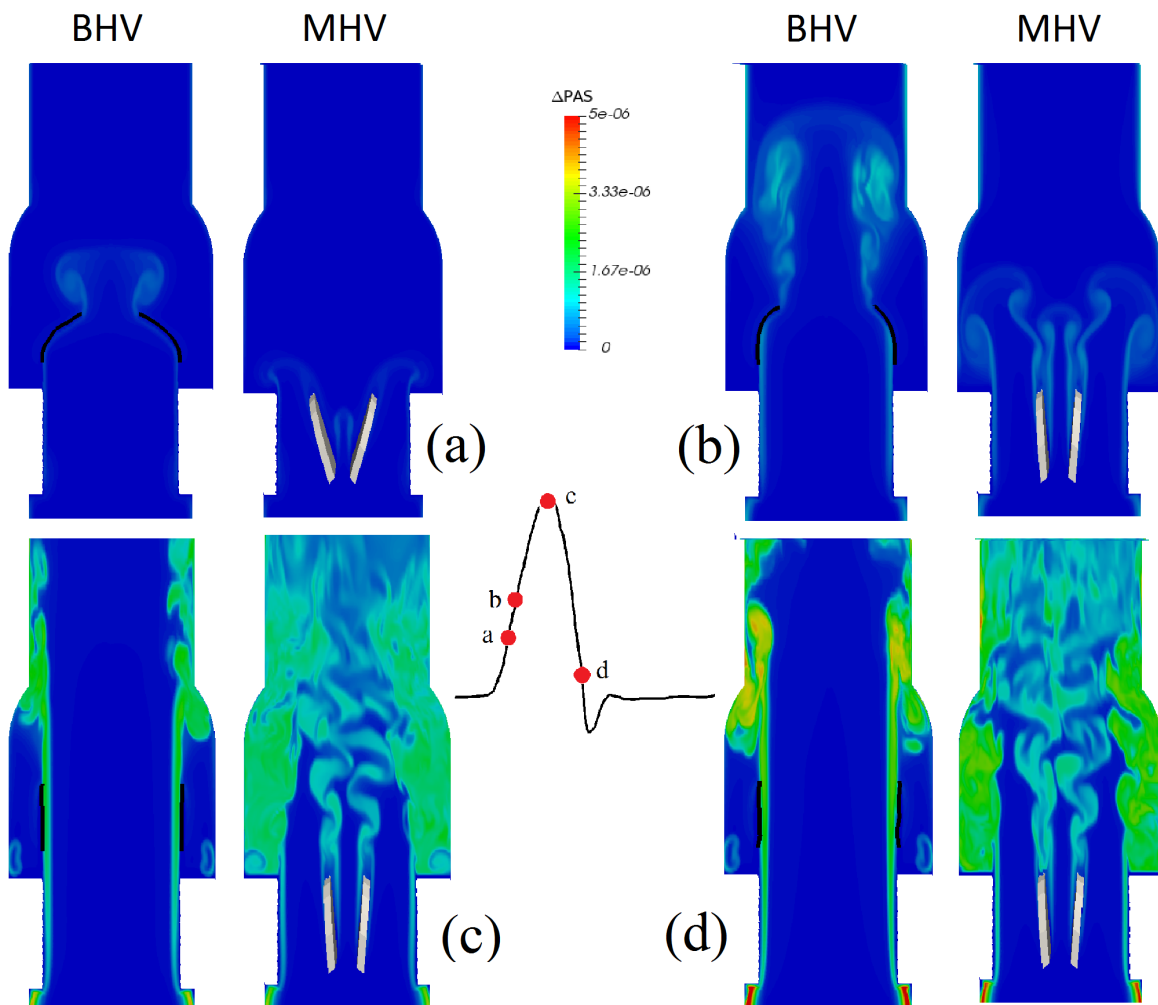 BHV MHV BHV MHV
ΔPAS
5e-06
3.33e-06
1.67e-06
0
(a) (b)
c
b
a
d
(c) (d)